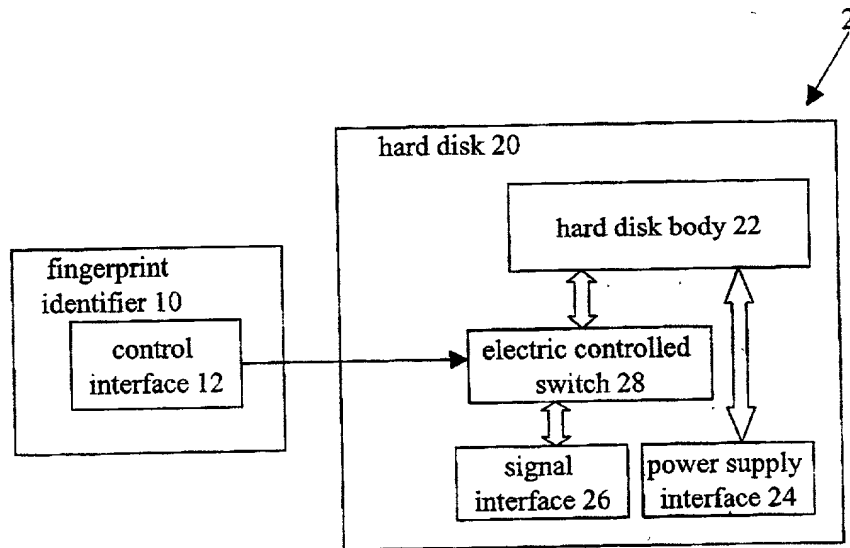 2
hard disk 20
hard disk body 22
fingerprint
identifier 10
control
interface 12
electric controlled
switch 28
signal
interface 26
power supply
interface 24